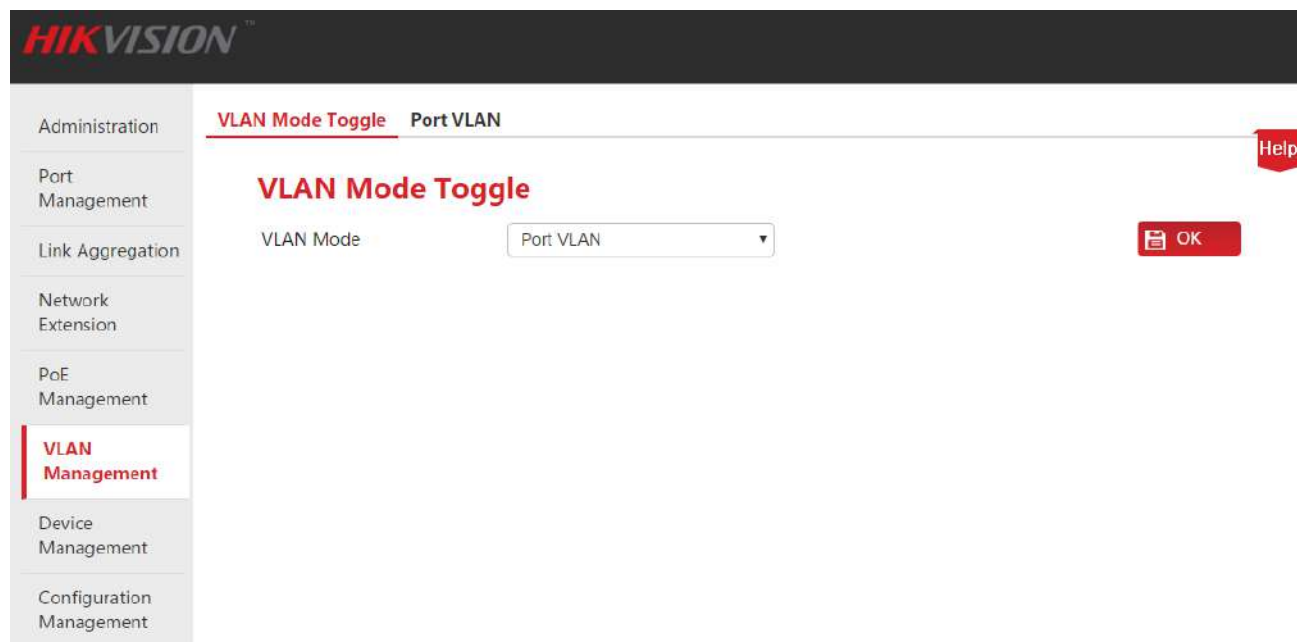 HIKVISION™
Administration
Port
Management
Link Aggregation
Network
Extension
PoE
Management
VLAN
Management
Device
Management
Configuration
Management
VLAN Mode Toggle Port VLAN
Help
VLAN Mode Toggle
VLAN Mode Port VLAN OK